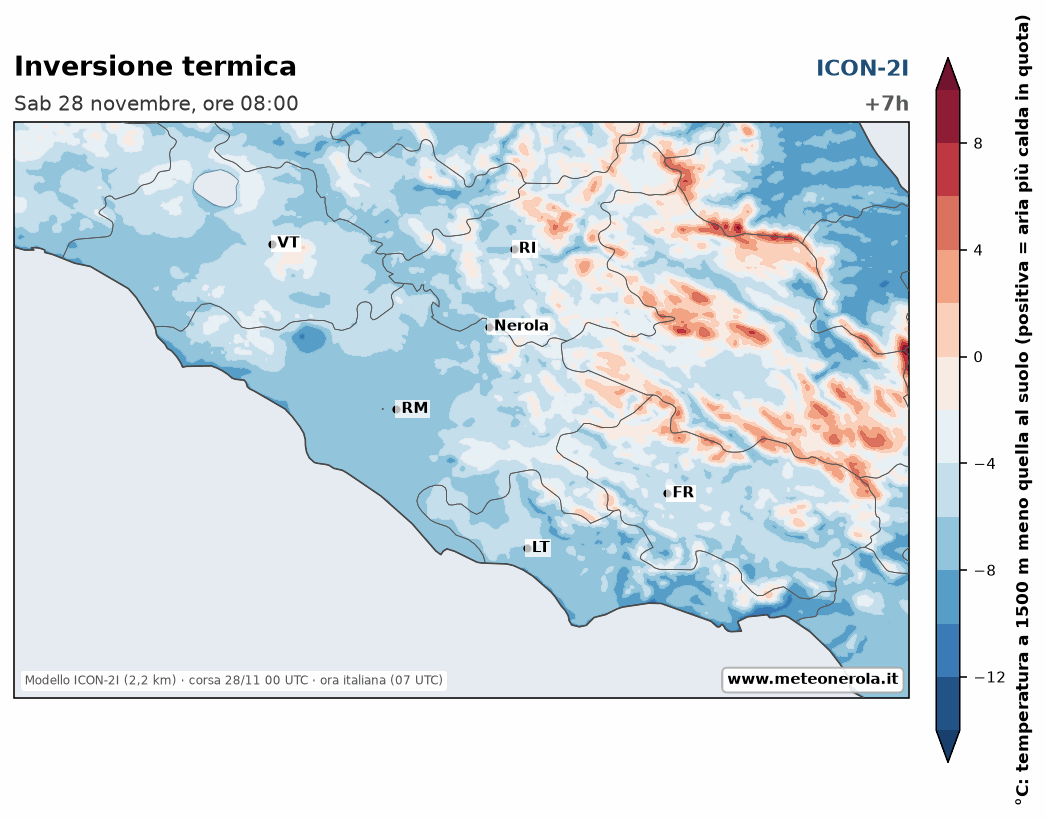 Inversione termica
ICON-2I
Sab 28 novembre, ore 08:00
+7h
VT
RI
Nerola
RM
FR
LT
Modello ICON-2I (2,2 km) · corsa 28/11 00 UTC · ora italiana (07 UTC)
www.meteonerola.it
8
4
0
−4
−8
−12
°C: temperatura a 1500 m meno quella al suolo (positiva = aria più calda in quota)